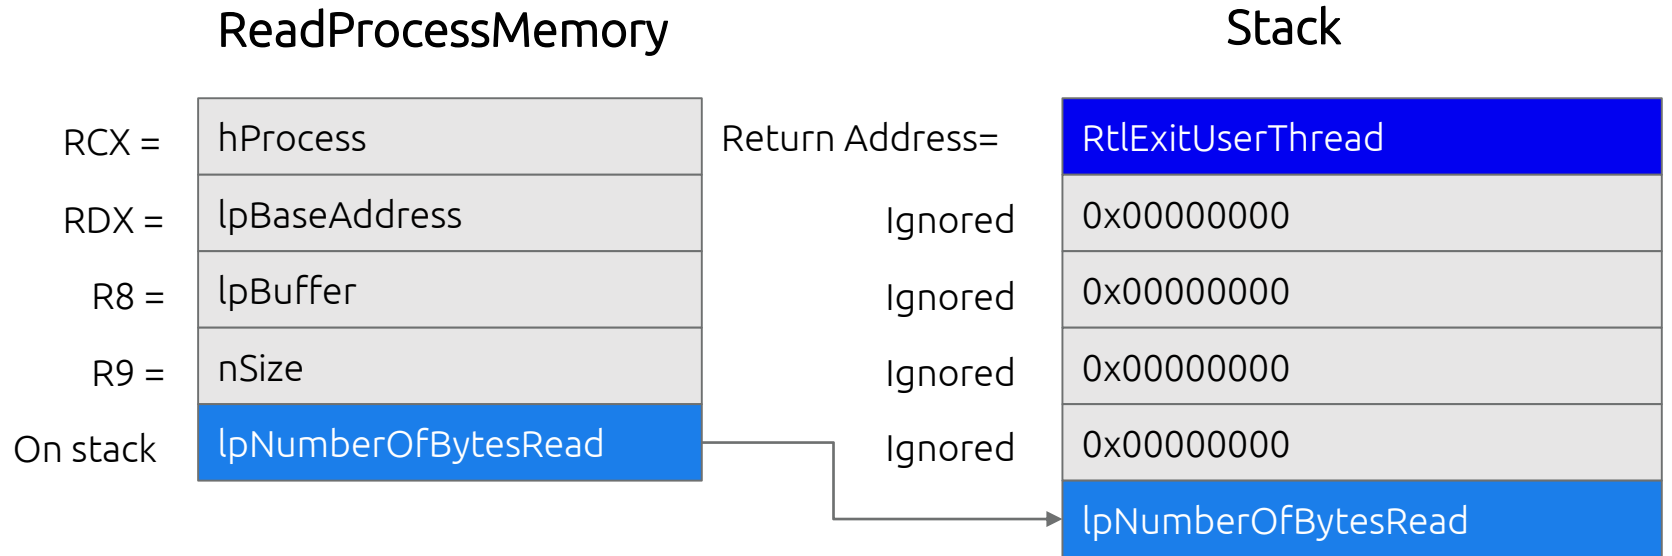 ReadProcessMemory
RCX = hProcess
RDX = lpBaseAddress
R8 = lpBuffer
R9 = nSize
On stack lpNumberOfBytesRead
Stack
Return Address= RtlExitUserThread
Ignored 0x00000000
Ignored 0x00000000
Ignored 0x00000000
Ignored 0x00000000
lpNumberOfBytesRead